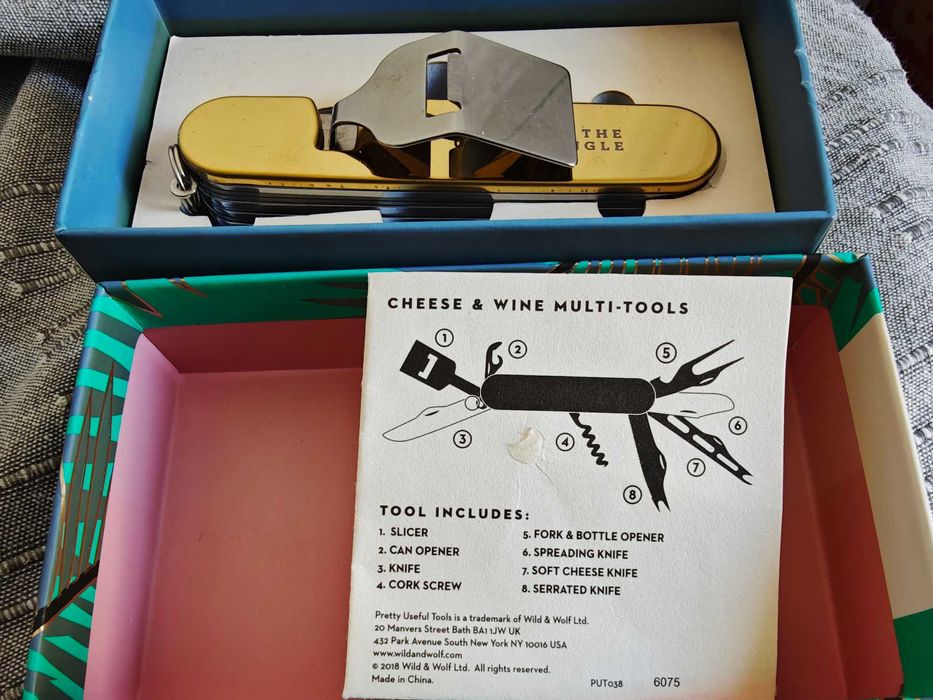 THE
CHEESE & WINE MULTI-TOOLS
1
1
2
3
4
5
6
7
8
TOOL INCLUDES:
1. SLICER
2. CAN OPENER
3. KNIFE
4. CORK SCREW
5. FORK & BOTTLE OPENER
6. SPREADING KNIFE
7. SOFT CHEESE KNIFE
8. SERRATED KNIFE
Pretty Useful Tools is a trademark of Wild & Wolf Ltd.
20 Manvers Street Bath BA1 1JW UK
432 Park Avenue South New York NY 10016 USA
www.wildandwolf.com
© 2018 Wild & Wolf Ltd. All rights reserved.
Made in China.
PUT038 6075